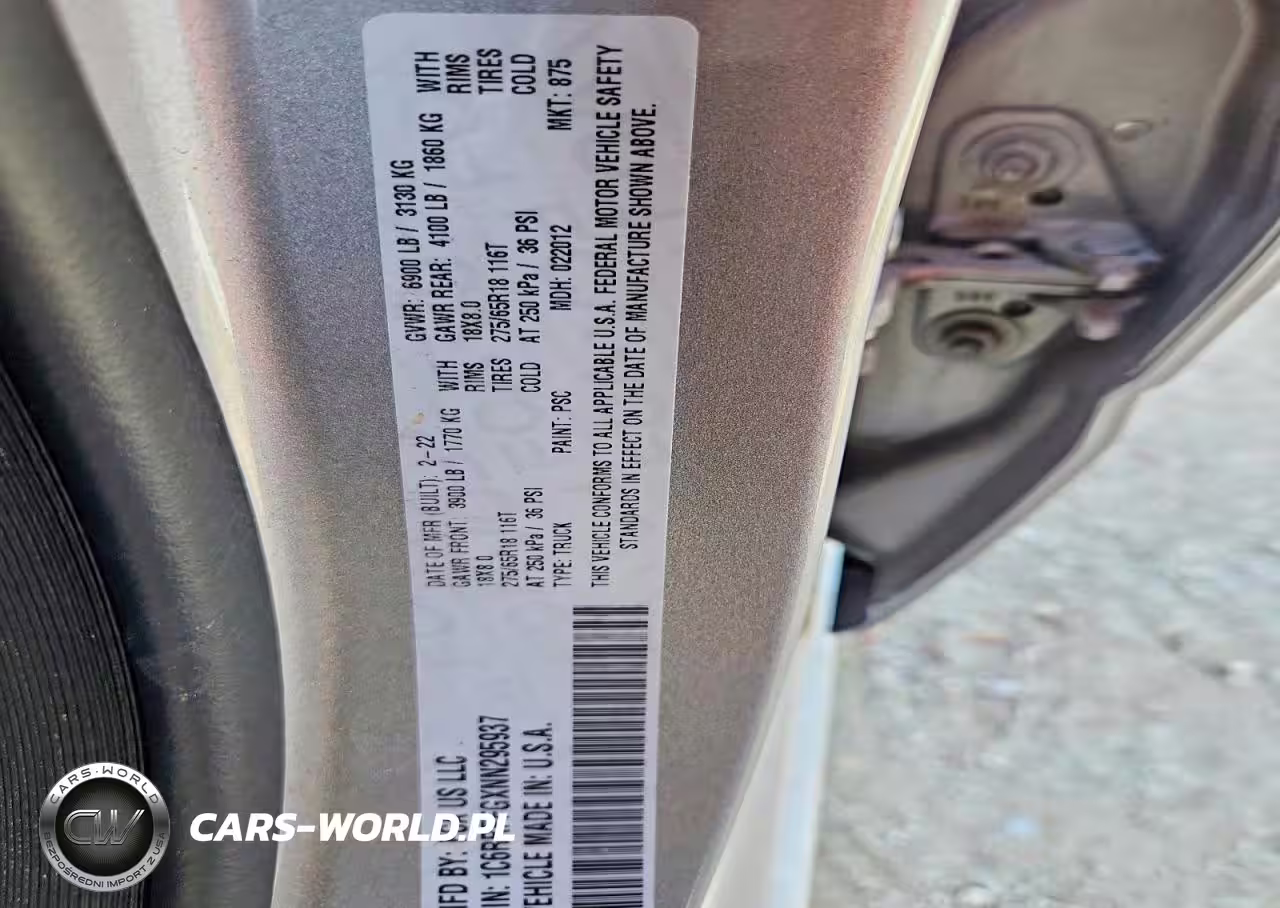 MFD BY: US LLC
DATE OF MFR (BUILT): 2-22
GVWR: 6900 LB / 3130 KG
GAWR FRONT: 3900 LB / 1770 KG WITH
18X8.0 RIMS
275/65R18 116T TIRES
AT 250 kPa / 36 PSI COLD
GAWR REAR: 4100 LB / 1860 KG WITH
18X8.0 RIMS
275/65R18 116T TIRES
AT 250 kPa / 36 PSI COLD
IN: GXNN295937
TYPE: TRUCK PAINT: PSC MDH: 022012 MKT: 875
EHICLE MADE IN: U.S.A.
THIS VEHICLE CONFORMS TO ALL APPLICABLE U.S.A. FEDERAL MOTOR VEHICLE SAFETY
STANDARDS IN EFFECT ON THE DATE OF MANUFACTURE SHOWN ABOVE.
CARS-WORLD
CW
BEZPOŚREDNI IMPORT Z USA
CARS-WORLD.PL